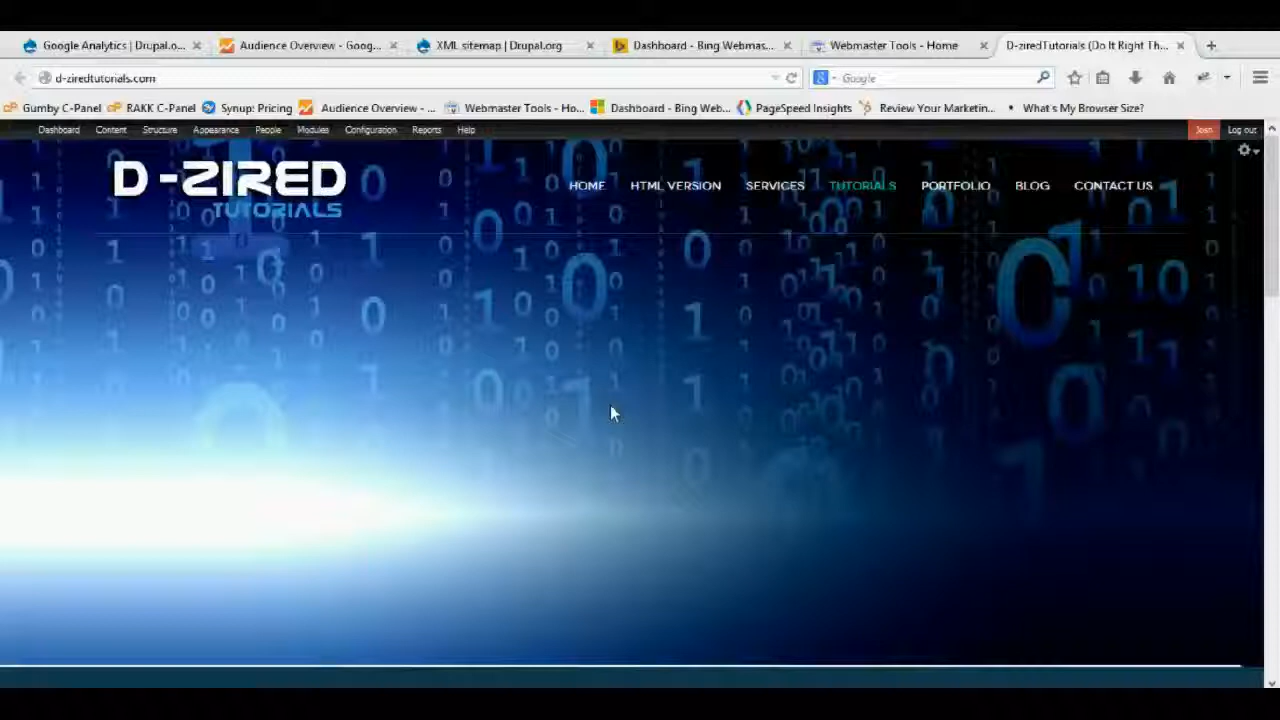 Google Analytics | Drupal.o... Audience Overview - Goog... XML sitemap | Drupal.org Dashboard - Bing Webmas... Webmaster Tools - Home D-ziredTutorials (Do It Right Th...
d-ziredtutorials.com Google
Gumby C-Panel RAKK C-Panel Synup: Pricing Audience Overview - ... Webmaster Tools - Ho... Dashboard - Bing Web... PageSpeed Insights Review Your Marketin... What's My Browser Size?
Dashboard Content Structure Appearance People Modules Configuration Reports Help Log out
D-ZIRED
TUTORIALS
HOME HTML VERSION SERVICES TUTORIALS PORTFOLIO BLOG CONTACT US